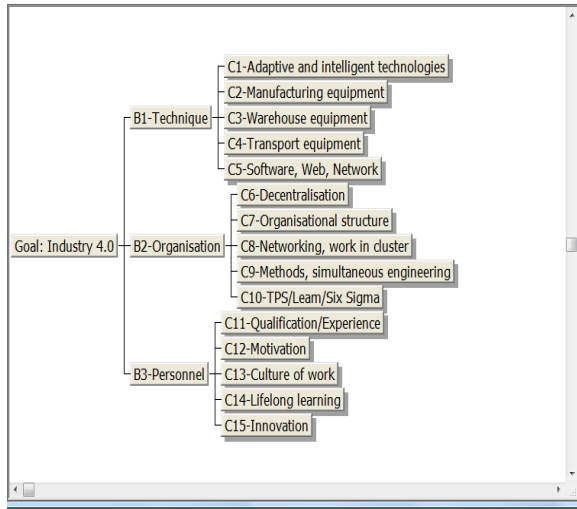 Goal: Industry 4.0
B1-Technique
C1-Adaptive and intelligent technologies
C2-Manufacturing equipment
C3-Warehouse equipment
C4-Transport equipment
C5-Software, Web, Network
B2-Organisation
C6-Decentralisation
C7-Organisational structure
C8-Networking, work in cluster
C9-Methods, simultaneous engineering
C10-TPS/Leam/Six Sigma
B3-Personnel
C11-Qualification/Experience
C12-Motivation
C13-Culture of work
C14-Lifelong learning
C15-Innovation